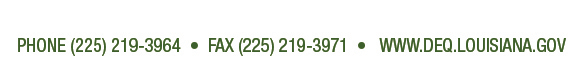 PHONE (225) 219-3964 • FAX (225) 219-3971 • WWW.DEQ.LOUISIANA.GOV